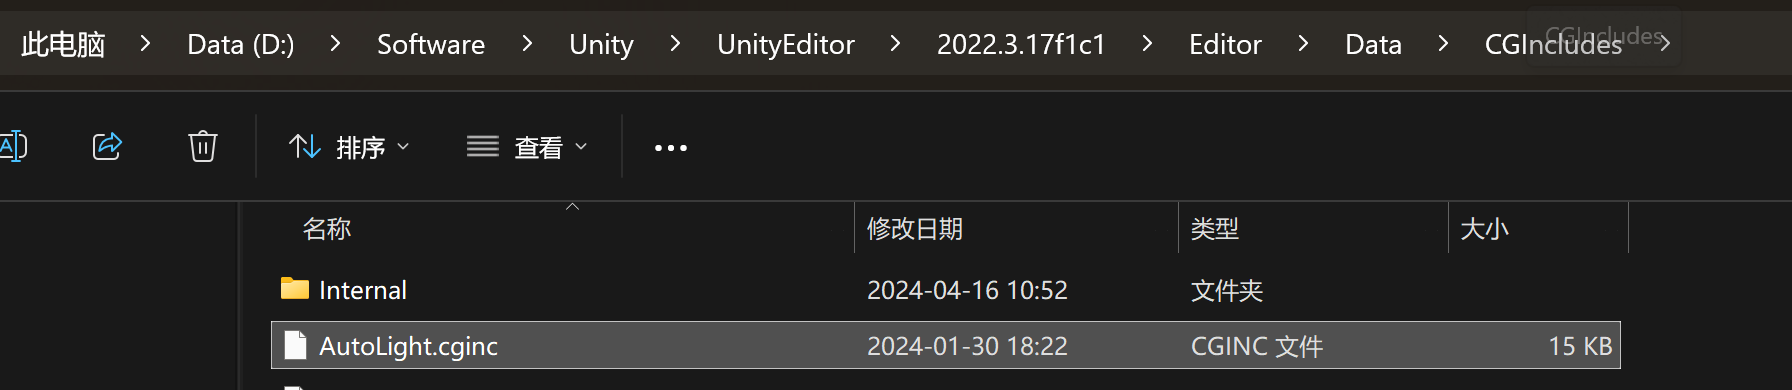 此电脑 > Data (D:) > Software > Unity > UnityEditor > 2022.3.17f1c1 > Editor > Data > CGIncludes >
CGIncludes
A 排序 查看 •••
名称 修改日期 类型 大小
Internal 2024-04-16 10:52 文件夹
AutoLight.cginc 2024-01-30 18:22 CGINC 文件 15 KB